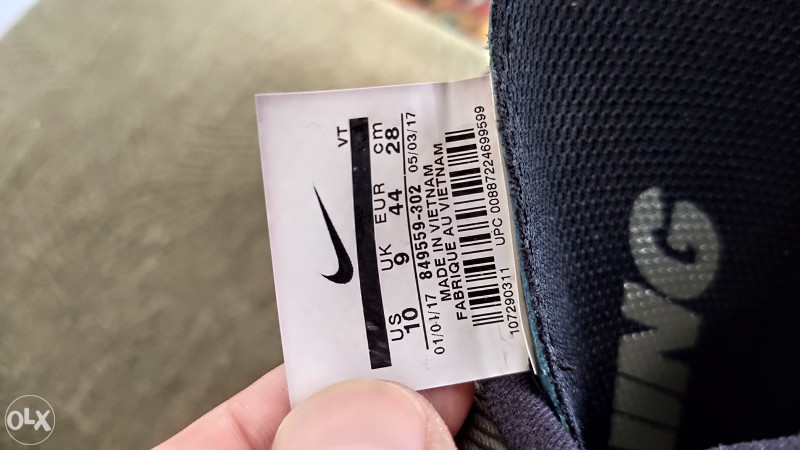 VT
US UK EUR cm
10 9 44 28
849559-302
01/04/17 05/03/17
MADE IN VIETNAM
FABRIQUE AU VIETNAM
107290311 UPC 00887224699599
OLX